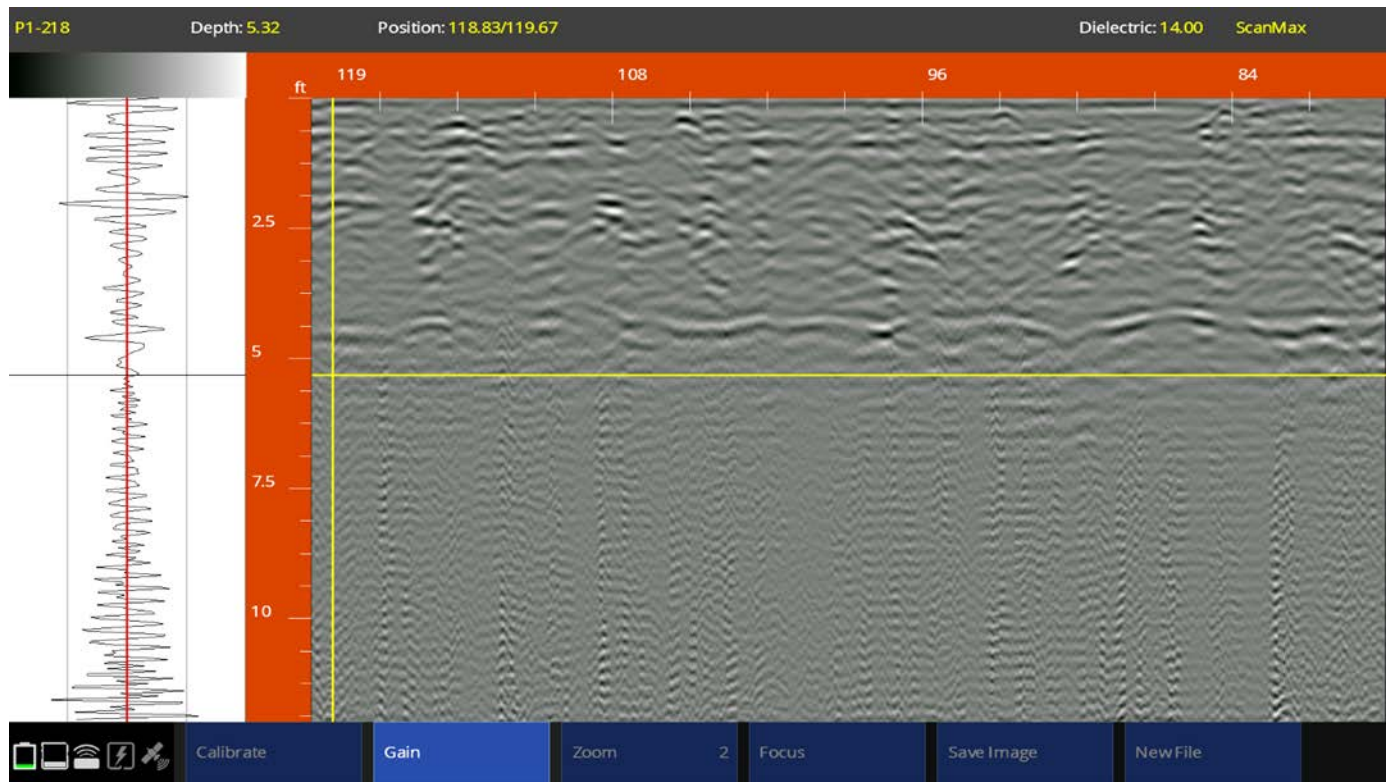 P1-218 Depth: 5.32 Position: 118.83/119.67 Dielectric: 14.00 ScanMax
ft 119 108 96 84
2.5
5
7.5
10
Calibrate Gain Zoom 2 Focus Save Image New File